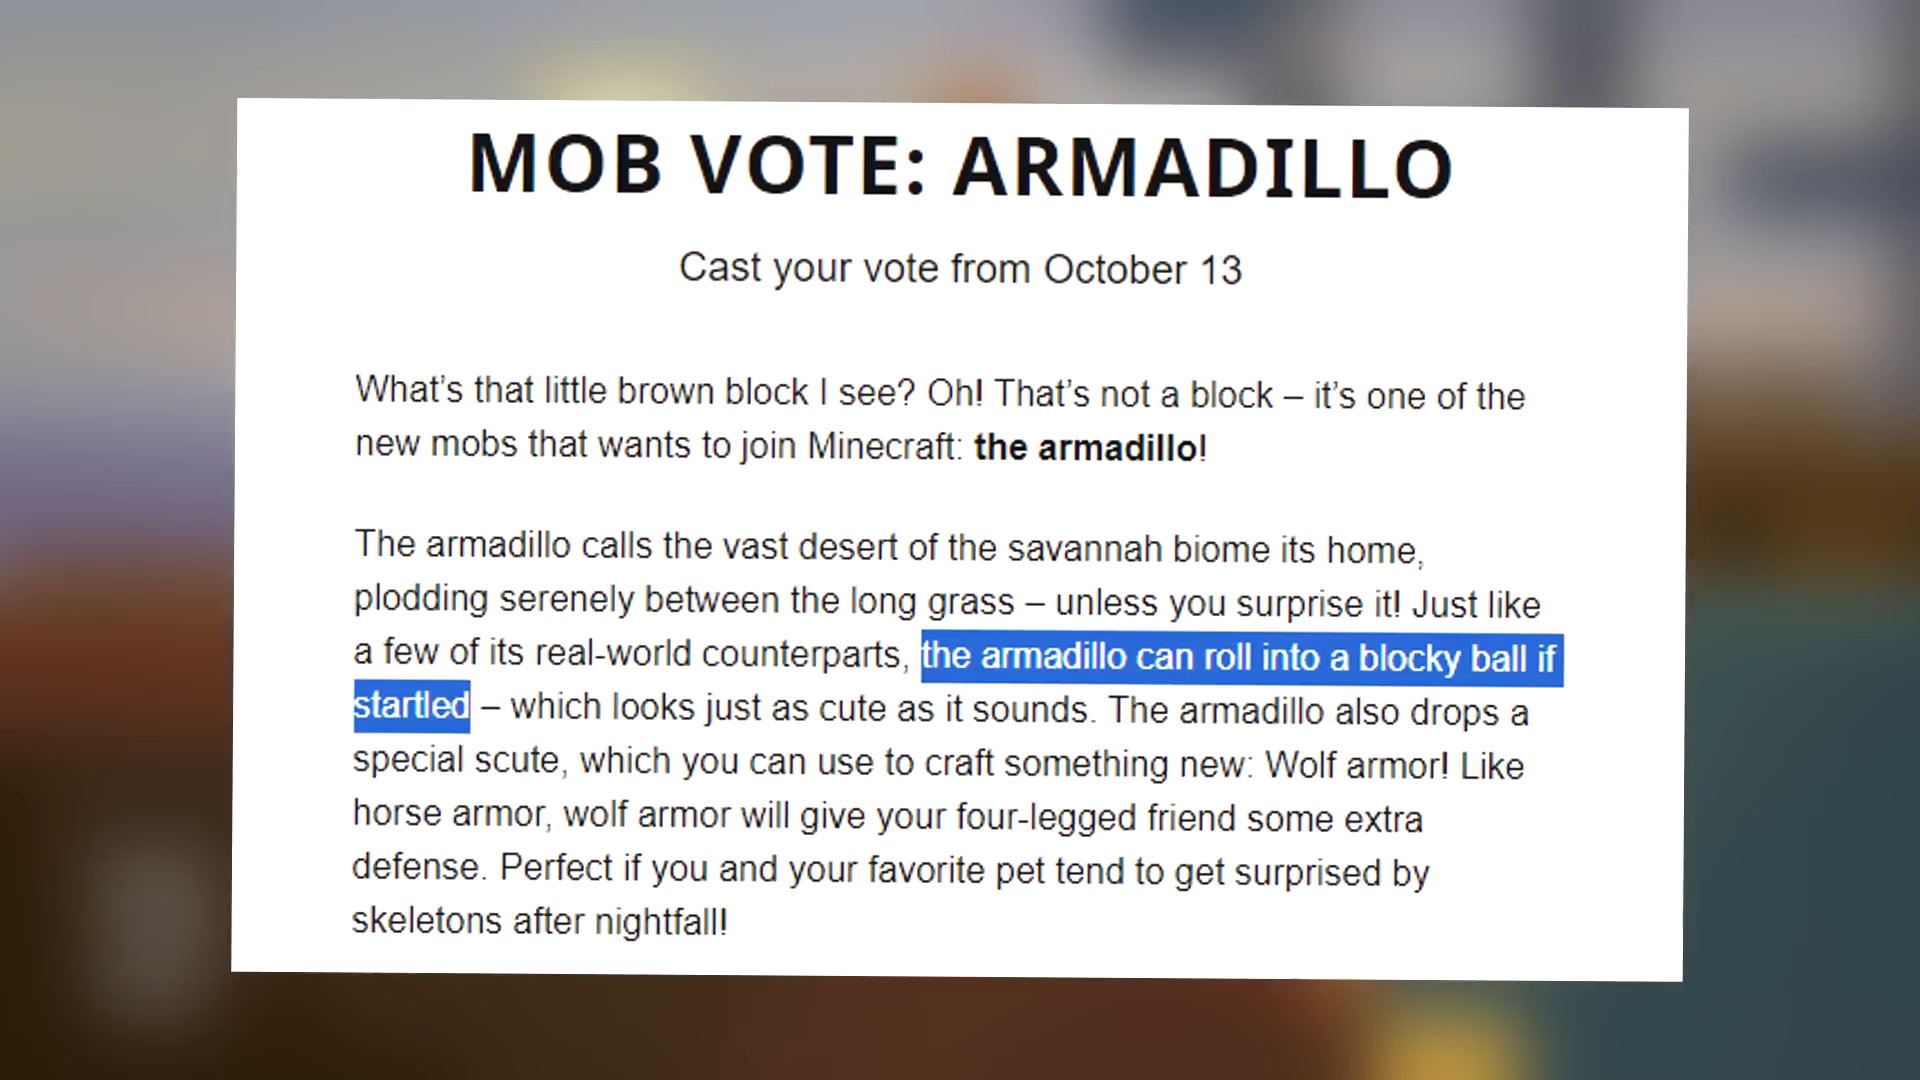 MOB VOTE: ARMADILLO
Cast your vote from October 13
What’s that little brown block I see? Oh! That’s not a block – it’s one of the
new mobs that wants to join Minecraft: the armadillo!
The armadillo calls the vast desert of the savannah biome its home,
plodding serenely between the long grass – unless you surprise it! Just like
a few of its real-world counterparts, the armadillo can roll into a blocky ball if
startled – which looks just as cute as it sounds. The armadillo also drops a
special scute, which you can use to craft something new: Wolf armor! Like
horse armor, wolf armor will give your four-legged friend some extra
defense. Perfect if you and your favorite pet tend to get surprised by
skeletons after nightfall!